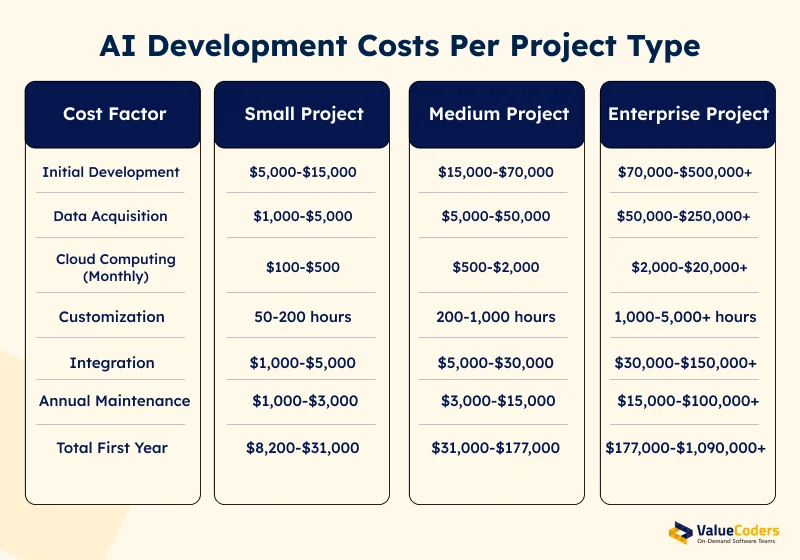 AI Development Costs Per Project Type
Cost Factor Small Project Medium Project Enterprise Project
Initial Development $5,000-$15,000 $15,000-$70,000 $70,000-$500,000+
Data Acquisition $1,000-$5,000 $5,000-$50,000 $50,000-$250,000+
Cloud Computing
(Monthly) $100-$500 $500-$2,000 $2,000-$20,000+
Customization 50-200 hours 200-1,000 hours 1,000-5,000+ hours
Integration $1,000-$5,000 $5,000-$30,000 $30,000-$150,000+
Annual Maintenance $1,000-$3,000 $3,000-$15,000 $15,000-$100,000+
Total First Year $8,200-$31,000 $31,000-$177,000 $177,000-$1,090,000+
ValueCoders
On-Demand Software Teams